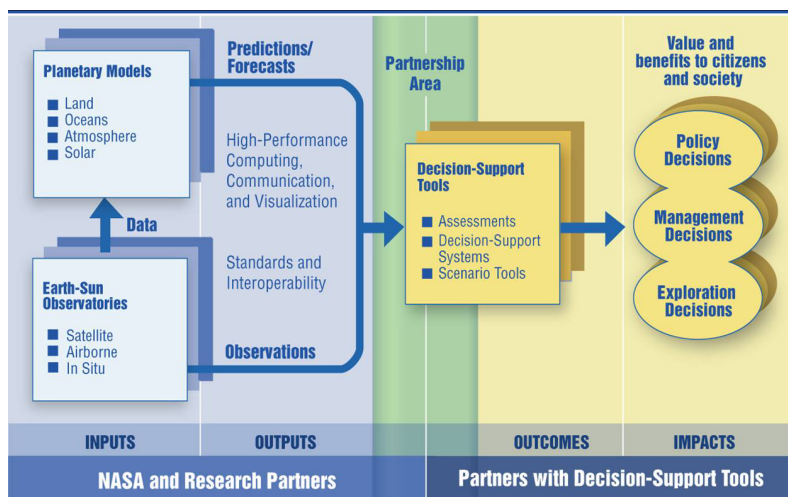 Planetary Models
Land
Oceans
Atmosphere
Solar
Data
Earth-Sun
Observatories
Satellite
Airborne
In Situ
Predictions/
Forecasts
High-Performance
Computing,
Communication,
and Visualization
Standards and
Interoperability
Observations
Partnership
Area
Decision-Support
Tools
Assessments
Decision-Support
Systems
Scenario Tools
Value and
benefits to citizens
and society
Policy
Decisions
Management
Decisions
Exploration
Decisions
INPUTS
OUTPUTS
OUTCOMES
IMPACTS
NASA and Research Partners
Partners with Decision-Support Tools